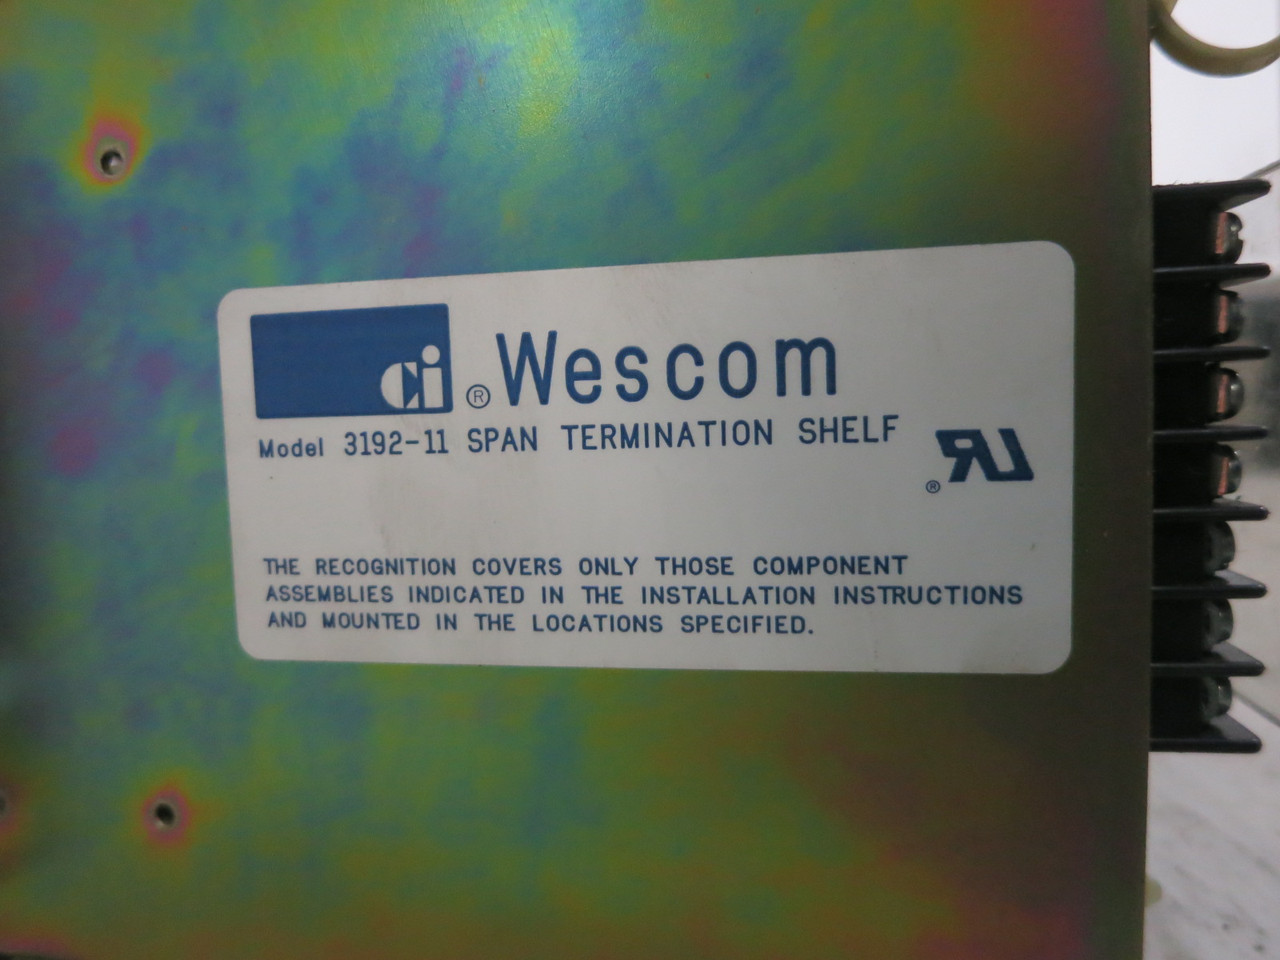 Ci ® Wescom
Model 3192-11 SPAN TERMINATION SHELF
RU ®
THE RECOGNITION COVERS ONLY THOSE COMPONENT
ASSEMBLIES INDICATED IN THE INSTALLATION INSTRUCTIONS
AND MOUNTED IN THE LOCATIONS SPECIFIED.